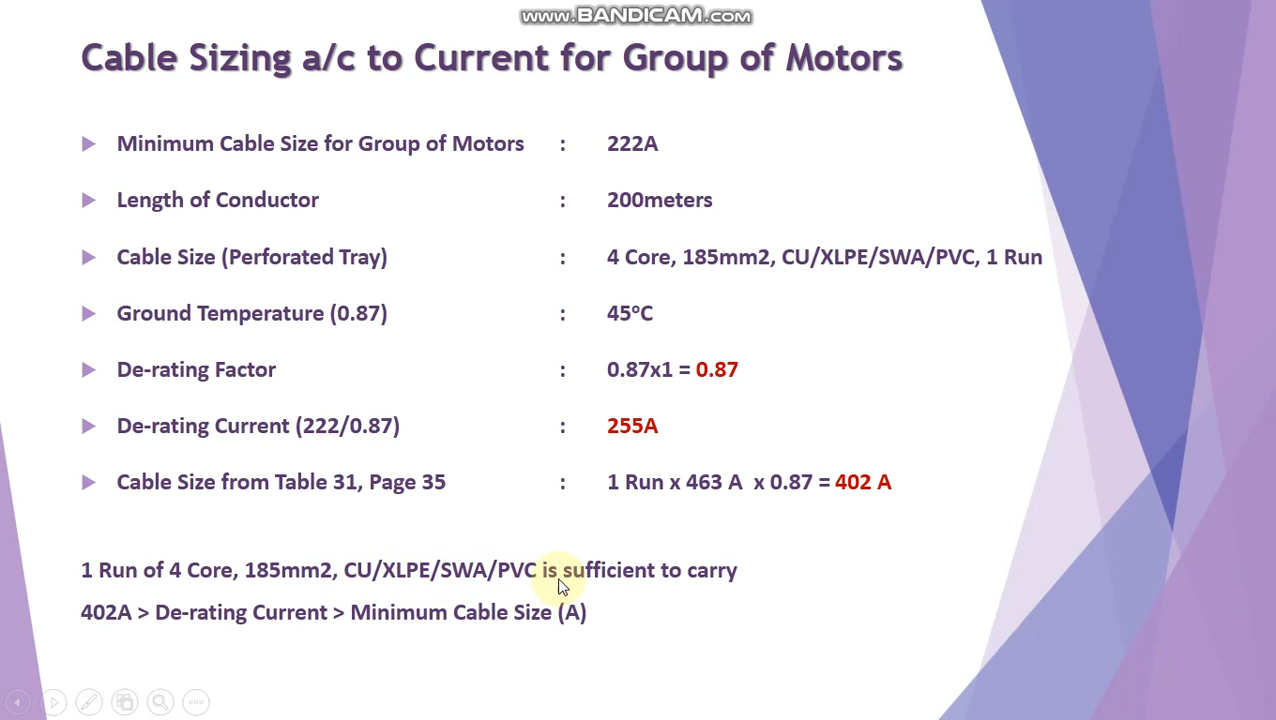 www.BANDICAM.com
Cable Sizing a/c to Current for Group of Motors
Minimum Cable Size for Group of Motors : 222A
Length of Conductor : 200meters
Cable Size (Perforated Tray) : 4 Core, 185mm2, CU/XLPE/SWA/PVC, 1 Run
Ground Temperature (0.87) : 45°C
De-rating Factor : 0.87x1 = 0.87
De-rating Current (222/0.87) : 255A
Cable Size from Table 31, Page 35 : 1 Run x 463 A x 0.87 = 402 A
1 Run of 4 Core, 185mm2, CU/XLPE/SWA/PVC is sufficient to carry
402A > De-rating Current > Minimum Cable Size (A)